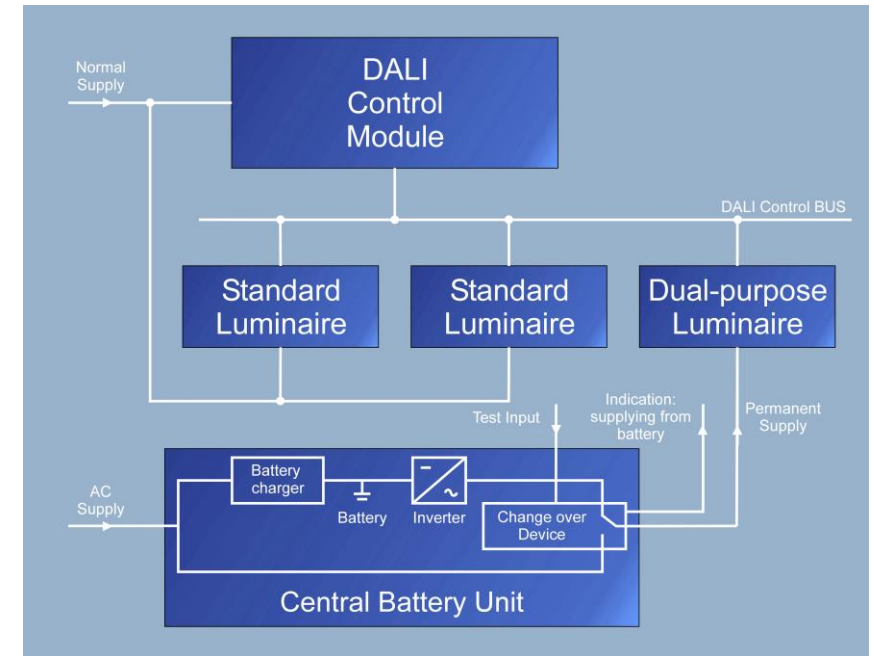 Normal
Supply
DALI
Control
Module
DALI Control BUS
Standard
Luminaire
Standard
Luminaire
Dual-purpose
Luminaire
Test Input
Indication:
supplying from
battery
Permanent
Supply
AC
Supply
Battery
charger
Battery
Inverter
Change over
Device
Central Battery Unit